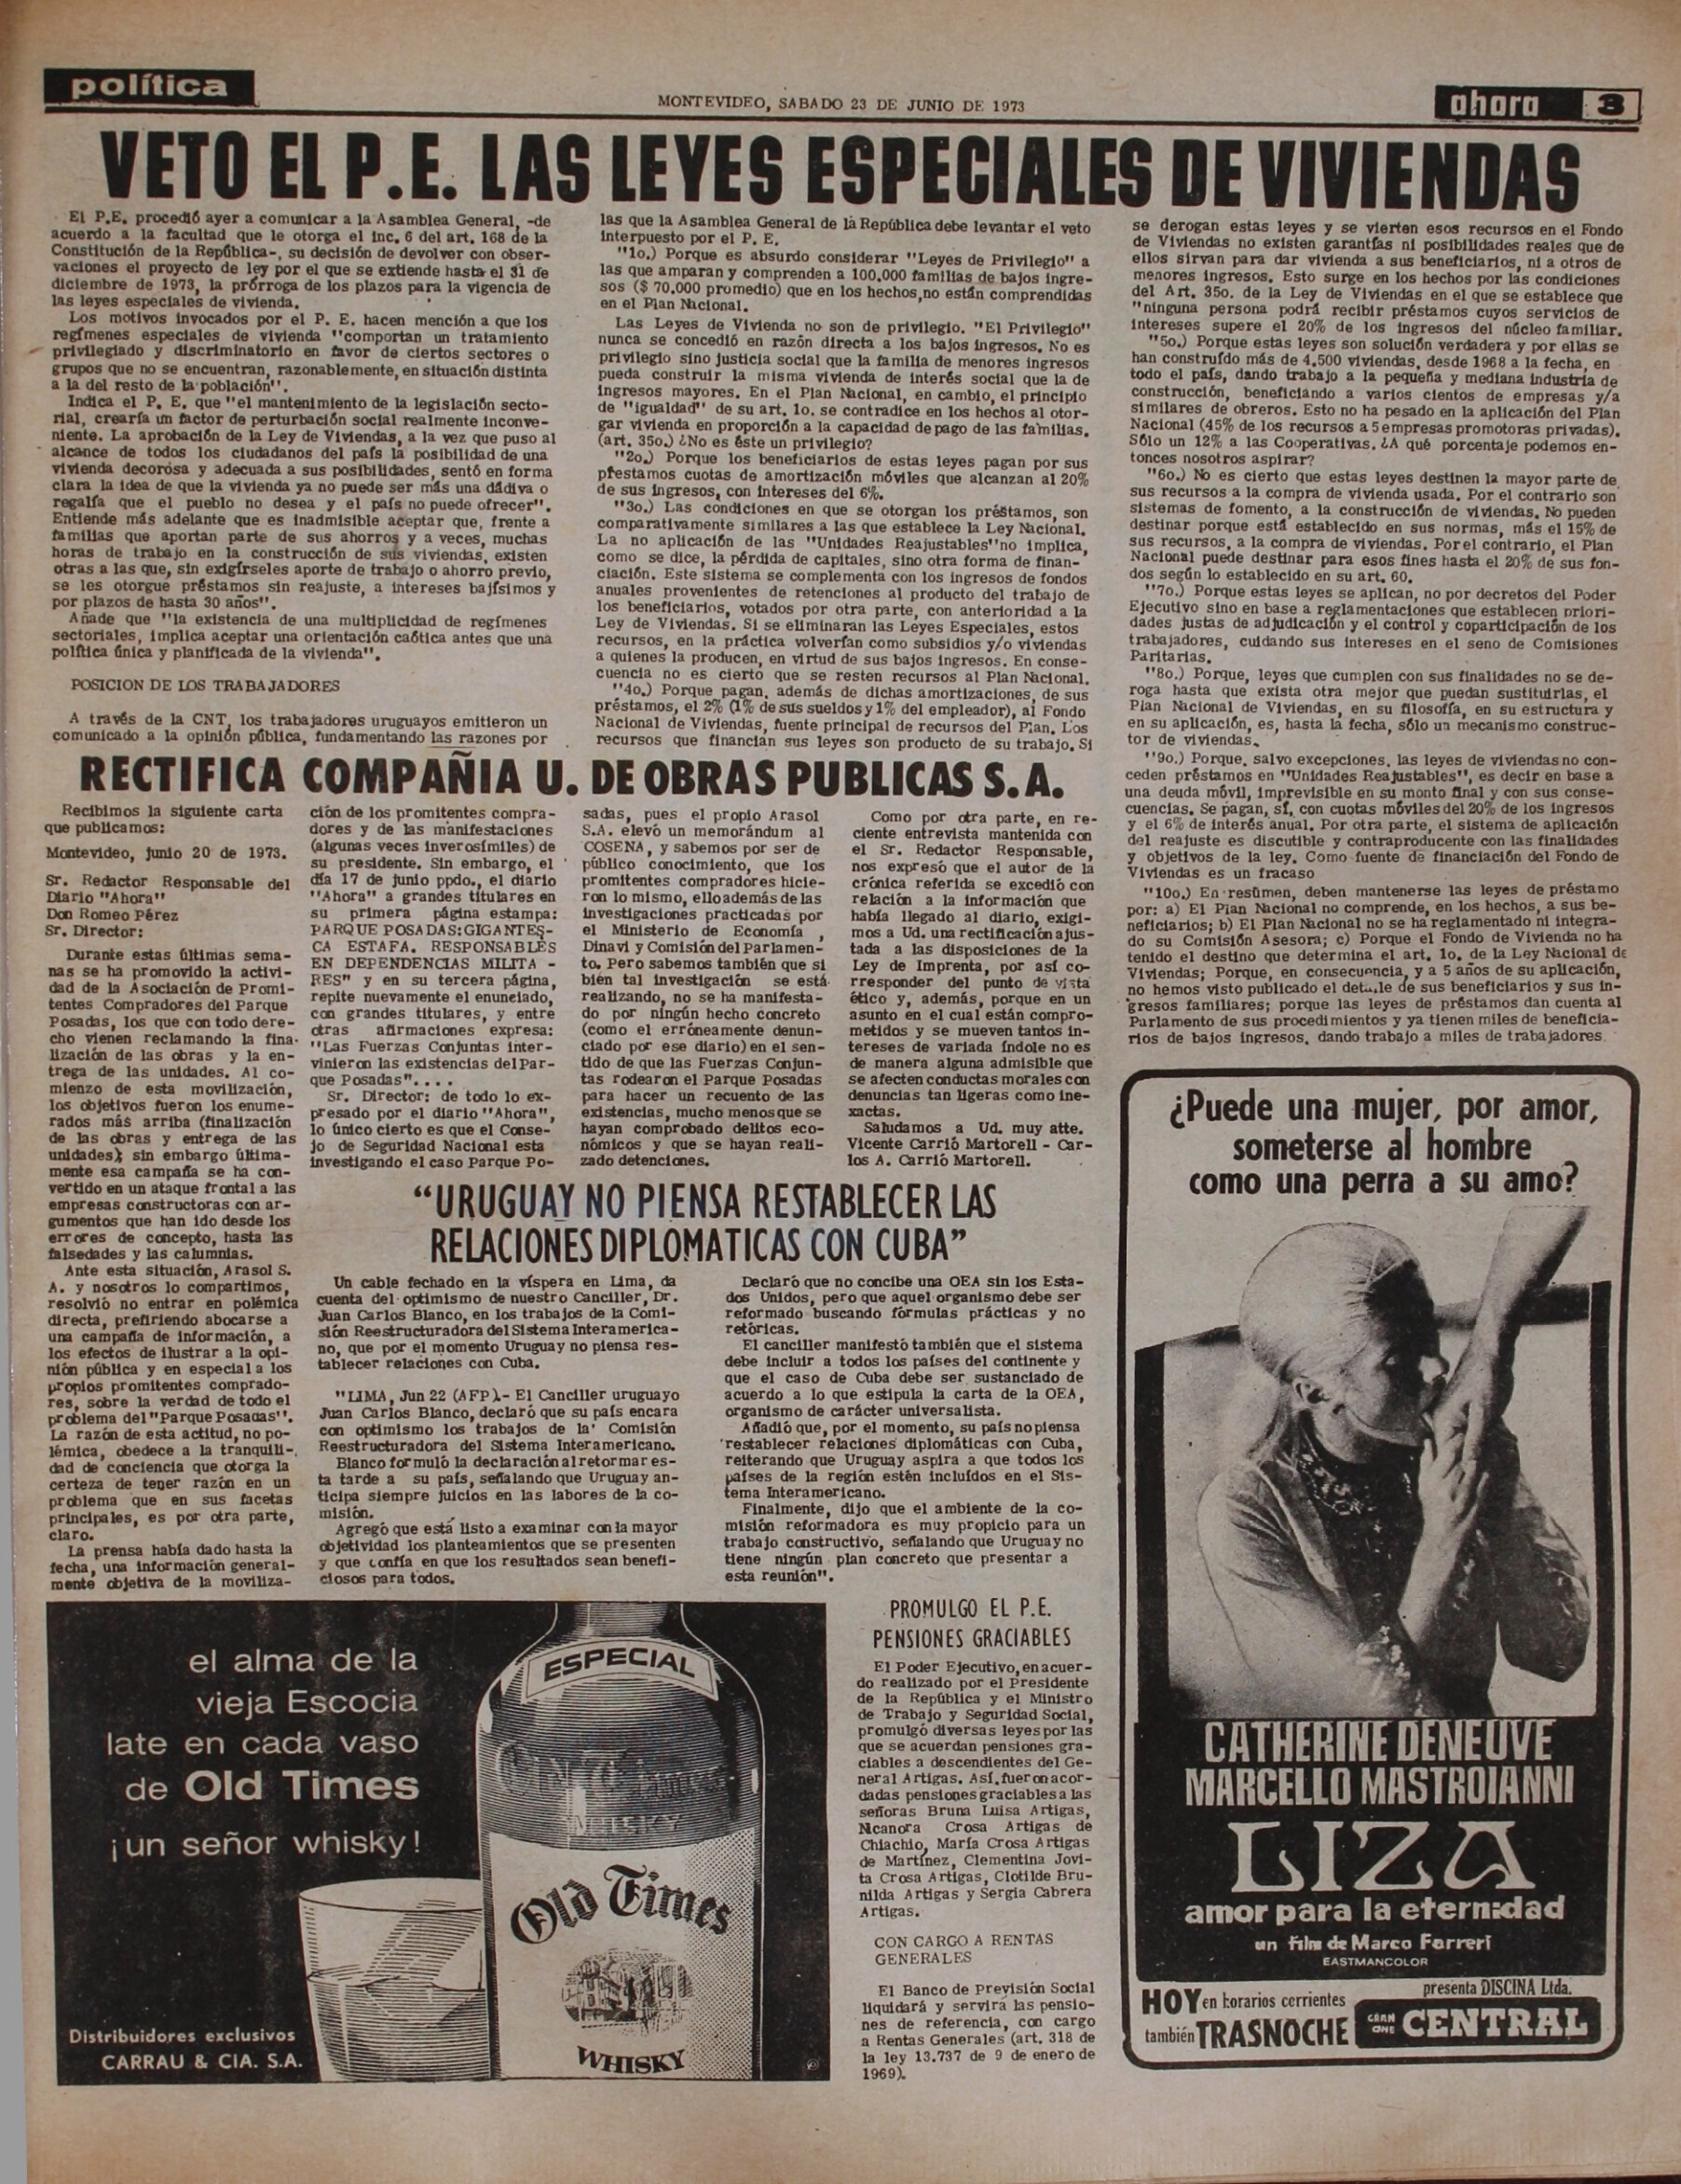 política
MONTEVIDEO, SABADO 23 DE JUNIO DE 1973
ahora 3
VETO EL P.E. LAS LEYES ESPECIALES DE VIVIENDAS
El P.E. procedió ayer a comunicar a la Asamblea General, -de
acuerdo a la facultad que le otorga el inc. 6 del art. 168 de la
Constitución de la República-, su decisión de devolver con obser-
vaciones el proyecto de ley por el que se extiende hasta el 31 de
diciembre de 1973, la prórroga de los plazos para la vigencia de
las leyes especiales de vivienda.
Los motivos invocados por el P. E. hacen mención a que los
regímenes especiales de vivienda "comportan un tratamiento
privilegiado y discriminatorio en favor de ciertos sectores o
grupos que no se encuentran, razonablemente, en situación distinta
a la del resto de la población".
Indica el P. E. que "el mantenimiento de la legislación secto-
rial, crearía un factor de perturbación social realmente inconve-
niente. La aprobación de la Ley de Viviendas, a la vez que puso al
alcance de todos los ciudadanos del país la posibilidad de una
vivienda decorosa y adecuada a sus posibilidades, sentó en forma
clara la idea de que la vivienda ya no puede ser más una dádiva o
regalía que el pueblo no desea y el país no puede ofrecer".
Entiende más adelante que es inadmisible aceptar que, frente a
familias que aportan parte de sus ahorros y a veces, muchas
horas de trabajo en la construcción de sus viviendas, existen
otras a las que, sin exigírseles aporte de trabajo o ahorro previo,
se les otorgue préstamos sin reajuste, a intereses bajísimos y
por plazos de hasta 30 años".
Añade que "la existencia de una multiplicidad de regímenes
sectoriales, implica aceptar una orientación caótica antes que una
política única y planificada de la vivienda".
POSICION DE LOS TRABAJADORES
A través de la CNT, los trabajadores uruguayos emitieron un
comunicado a la opinión pública, fundamentando las razones por
las que la Asamblea General de la República debe levantar el veto
interpuesto por el P. E.
"1o.) Porque es absurdo considerar "Leyes de Privilegio" a
las que amparan y comprenden a 100,000 familias de bajos ingre-
sos ($ 70.000 promedio) que en los hechos, no están comprendidas
en el Plan Nacional.
Las Leyes de Vivienda no son de privilegio. "El Privilegio"
nunca se concedió en razón directa a los bajos ingresos. No es
privilegio sino justicia social que la familia de menores ingresos
pueda construir la misma vivienda de interés social que la de
ingresos mayores. En el Plan Nacional, en cambio, el principio
de "igualdad" de su art. 1o. se contradice en los hechos al otor-
gar vivienda en proporción a la capacidad de pago de las familias.
(art. 35o.) ¿No es éste un privilegio?
"2o.) Porque los beneficiarios de estas leyes pagan por sus
préstamos cuotas de amortización móviles que alcanzan al 20%
de sus ingresos, con intereses del 6%.
"3o.) Las condiciones en que se otorgan los préstamos, son
comparativamente similares a las que establece la Ley Nacional.
La no aplicación de las "Unidades Reajustables" no implica,
como se dice, la pérdida de capitales, sino otra forma de finan-
ciación. Este sistema se complementa con los ingresos de fondos
anuales provenientes de retenciones al producto del trabajo de
los beneficiarios, votados por otra parte, con anterioridad a la
Ley de Viviendas. Si se eliminaran las Leyes Especiales, estos
recursos, en la práctica volverían como subsidios y/o viviendas
a quienes la producen, en virtud de sus bajos ingresos. En conse-
cuencia no es cierto que se resten recursos al Plan Nacional.
"4o.) Porque pagan, además de dichas amortizaciones, de sus
préstamos, el 2% (1% de sus sueldos y 1% del empleador), al Fondo
Nacional de Viviendas, fuente principal de recursos del Plan. Los
recursos que financian sus leyes son producto de su trabajo. Si
se derogan estas leyes y se vierten esos recursos en el Fondo
de Viviendas no existen garantías ni posibilidades reales que de
ellos sirvan para dar vivienda a sus beneficiarios, ni a otros de
menores ingresos. Esto surge en los hechos por las condiciones
del Art. 35o. de la Ley de Viviendas en el que se establece que
"ninguna persona podrá recibir préstamos cuyos servicios de
intereses supere el 20% de los ingresos del núcleo familiar.
"5o.) Porque estas leyes son solución verdadera y por ellas se
han construído más de 4,500 viviendas, desde 1968 a la fecha, en
todo el país, dando trabajo a la pequeña y mediana industria de
construcción, beneficiando a varios cientos de empresas y/a
similares de obreros. Esto no ha pesado en la aplicación del Plan
Nacional (45% de los recursos a 5 empresas promotoras privadas).
Sólo un 12% a las Cooperativas. ¿A qué porcentaje podemos en-
tonces nosotros aspirar?
"6o.) No es cierto que estas leyes destinen la mayor parte de
sus recursos a la compra de vivienda usada. Por el contrario son
sistemas de fomento, a la construcción de viviendas. No pueden
destinar porque está establecido en sus normas, más el 15% de
sus recursos, a la compra de viviendas. Por el contrario, el Plan
Nacional puede destinar para esos fines hasta el 20% de sus fon-
dos según lo establecido en su art. 60.
"7o.) Porque estas leyes se aplican, no por decretos del Poder
Ejecutivo sino en base a reglamentaciones que establecen priori-
dades justas de adjudicación y el control y coparticipación de los
trabajadores, cuidando sus intereses en el seno de Comisiones
Paritarias.
"8o.) Porque, leyes que cumplen con sus finalidades no se de-
roga hasta que exista otra mejor que puedan sustituirlas, el
Plan Nacional de Viviendas, en su filosofía, en su estructura y
en su aplicación, es, hasta la fecha, sólo un mecanismo construc-
tor de viviendas.
"9o.) Porque, salvo excepciones, las leyes de viviendas no con-
ceden préstamos en "Unidades Reajustables", es decir en base a
una deuda móvil, imprevisible en su monto final y con sus conse-
cuencias. Se pagan, sí, con cuotas móviles del 20% de los ingresos
y el 6% de interés anual. Por otra parte, el sistema de aplicación
del reajuste es discutible y contraproducente con las finalidades
y objetivos de la ley. Como fuente de financiación del Fondo de
Viviendas es un fracaso
"10o.) En resúmen, deben mantenerse las leyes de préstamo
por: a) El Plan Nacional no comprende, en los hechos, a sus be-
neficiarios; b) El Plan Nacional no se ha reglamentado ni integra-
do su Comisión Asesora; c) Porque el Fondo de Vivienda no ha
tenido el destino que determina el art. 1o. de la Ley Nacional de
Viviendas; Porque, en consecuencia, y a 5 años de su aplicación,
no hemos visto publicado el detalle de sus beneficiarios y sus in-
gresos familiares; porque las leyes de préstamos dan cuenta al
Parlamento de sus procedimientos y ya tienen miles de beneficia-
rios de bajos ingresos, dando trabajo a miles de trabajadores.
RECTIFICA COMPAÑIA U. DE OBRAS PUBLICAS S.A.
Recibimos la siguiente carta
que publicamos:
Montevideo, junio 20 de 1973.
Sr. Redactor Responsable del
Diario "Ahora"
Don Romeo Pérez
Sr. Director:
Durante estas últimas sema-
nas se ha promovido la activi-
dad de la Asociación de Promi-
tentes Compradores del Parque
Posadas, los que con todo dere-
cho vienen reclamando la fina-
lización de las obras y la en-
trega de las unidades. Al co-
mienzo de esta movilización,
los objetivos fueron los enume-
rados más arriba (finalización
de las obras y entrega de las
unidades); sin embargo última-
mente esa campaña se ha con-
vertido en un ataque frontal a las
empresas constructoras con ar-
gumentos que han ido desde los
errores de concepto, hasta las
falsedades y las calumnias.
Ante esta situación, Arasol S.
A. y nosotros lo compartimos,
resolvió no entrar en polémica
directa, prefiriendo abocarse a
una campaña de información, a
los efectos de ilustrar a la opi-
nión pública y en especial a los
propios promitentes comprado-
res, sobre la verdad de todo el
problema del "Parque Posadas".
La razón de esta actitud, no po-
lémica, obedece a la tranquili-
dad de conciencia que otorga la
certeza de tener razón en un
problema que en sus facetas
principales, es por otra parte,
claro.
La prensa había dado hasta la
fecha, una información general-
mente objetiva de la moviliza-
ción de los promitentes compra-
dores y de las manifestaciones
(algunas veces inverosímiles) de
su presidente. Sin embargo, el
día 17 de junio ppdo., el diario
"Ahora" a grandes titulares en
su primera página estampa:
PARQUE POSADAS: GIGANTES-
CA ESTAFA. RESPONSABLES
EN DEPENDENCIAS MILITA -
RES" y en su tercera página,
repite nuevamente el enunciado,
con grandes titulares, y entre
otras afirmaciones expresa:
"Las Fuerzas Conjuntas inter-
vinieron las existencias del Par-
que Posadas"....
Sr. Director: de todo lo ex-
presado por el diario "Ahora",
lo único cierto es que el Conse-
jo de Seguridad Nacional esta
investigando el caso Parque Po-
sadas, pues el propio Arasol
S.A. elevó un memorándum al
COSENA, y sabemos por ser de
público conocimiento, que los
promitentes compradores hicie-
ron lo mismo, ello además de las
investigaciones practicadas por
el Ministerio de Economía ,
Dinavi y Comisión del Parlamen-
to. Pero sabemos también que si
bien tal investigación se está
realizando, no se ha manifesta-
do por ningún hecho concreto
(como el erróneamente denun-
ciado por ese diario) en el sen-
tido de que las Fuerzas Conjun-
tas rodearon el Parque Posadas
para hacer un recuento de las
existencias, mucho menos que se
hayan comprobado delitos eco-
nómicos y que se hayan reali-
zado detenciones.
Como por otra parte, en re-
ciente entrevista mantenida con
el Sr. Redactor Responsable,
nos expresó que el autor de la
crónica referida se excedió con
relación a la información que
había llegado al diario, exigi-
mos a Ud. una rectificación ajus-
tada a las disposiciones de la
Ley de Imprenta, por así co-
rresponder del punto de vista
ético y, además, porque en un
asunto en el cual están compro-
metidos y se mueven tantos in-
tereses de variada índole no es
de manera alguna admisible que
se afecten conductas morales con
denuncias tan ligeras como ine-
xactas.
Saludamos a Ud. muy atte.
Vicente Carrió Martorell - Car-
los A. Carrió Martorell.
"URUGUAY NO PIENSA RESTABLECER LAS
RELACIONES DIPLOMATICAS CON CUBA"
Un cable fechado en la víspera en Lima, da
cuenta del optimismo de nuestro Canciller, Dr.
Juan Carlos Blanco, en los trabajos de la Comi-
sión Reestructuradora del Sistema Interamerica-
no, que por el momento Uruguay no piensa res-
tablecer relaciones con Cuba.
"LIMA, Jun 22 (AFP).- El Canciller uruguayo
Juan Carlos Blanco, declaró que su país encara
con optimismo los trabajos de la Comisión
Reestructuradora del Sistema Interamericano.
Blanco formuló la declaración al retornar es-
ta tarde a su país, señalando que Uruguay an-
ticipa siempre juicios en las labores de la co-
misión.
Agregó que está listo a examinar con la mayor
objetividad los planteamientos que se presenten
y que confía en que los resultados sean benefi-
ciosos para todos.
Declaró que no concibe una OEA sin los Esta-
dos Unidos, pero que aquel organismo debe ser
reformado buscando fórmulas prácticas y no
retóricas.
El canciller manifestó también que el sistema
debe incluir a todos los países del continente y
que el caso de Cuba debe ser sustanciado de
acuerdo a lo que estipula la carta de la OEA,
organismo de carácter universalista.
Añadió que, por el momento, su país no piensa
restablecer relaciones diplomáticas con Cuba,
reiterando que Uruguay aspira a que todos los
países de la región estén incluídos en el Sis-
tema Interamericano.
Finalmente, dijo que el ambiente de la co-
misión reformadora es muy propicio para un
trabajo constructivo, señalando que Uruguay no
tiene ningún plan concreto que presentar a
esta reunión".
PROMULGO EL P.E.
PENSIONES GRACIABLES
El Poder Ejecutivo, en acuer-
do realizado por el Presidente
de la República y el Ministro
de Trabajo y Seguridad Social,
promulgó diversas leyes por las
que se acuerdan pensiones gra-
ciables a descendientes del Ge-
neral Artigas. Así, fueron acor-
dadas pensiones graciables a las
señoras Bruna Luisa Artigas,
Nicanora Crosa Artigas de
Chiachio, María Crosa Artigas
de Martínez, Clementina Jovi-
ta Crosa Artigas, Clotilde Bru-
nilda Artigas y Sergia Cabrera
Artigas.
CON CARGO A RENTAS
GENERALES
El Banco de Previsión Social
liquidará y servirá las pensio-
nes de referencia, con cargo
a Rentas Generales (art. 318 de
la ley 13.737 de 9 de enero de
1969).
el alma de la
vieja Escocia
late en cada vaso
de Old Times
¡un señor whisky!
Distribuidores exclusivos
CARRAU & CIA. S.A.
ESPECIAL
WHISKY
Old Times
WHISKY
¿Puede una mujer, por amor,
someterse al hombre
como una perra a su amo?
CATHERINE DENEUVE
MARCELLO MASTROIANNI
LIZA
amor para la eternidad
un film de Marco Ferreri
EASTMANCOLOR
presenta DISCINA Ltda.
HOY en horarios corrientes
también TRASNOCHE
GRAN CINE CENTRAL